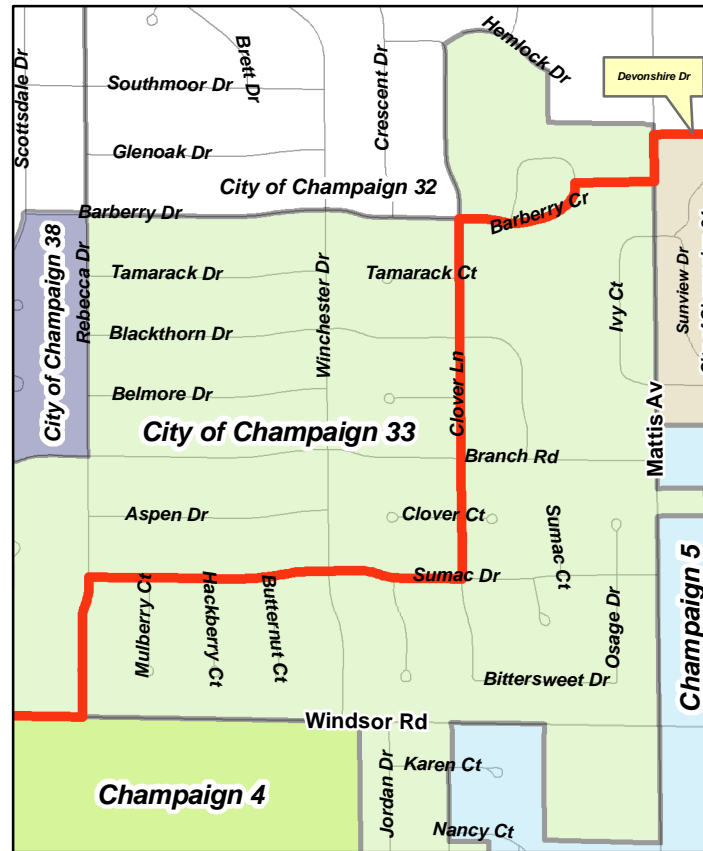 Hemlock Dr
Devonshire Dr
Scottsdale Dr
Brett Dr
Crescent Dr
Southmoor Dr
Glenoak Dr
City of Champaign 32
Barberry Dr
Barberry Cr
City of Champaign 38
Rebecca Dr
Tamarack Dr
Winchester Dr
Tamarack Ct
Ivy Ct
Sunview Dr
Blackthorn Dr
Clover Ln
Belmore Dr
Mattis Av
City of Champaign 33
Branch Rd
Aspen Dr
Clover Ct
Sumac Ct
Champaign 5
Sumac Dr
Mulberry Ct
Hackberry Ct
Butternut Ct
Osage Dr
Bittersweet Dr
Windsor Rd
Jordan Dr
Karen Ct
Champaign 4
Nancy Ct